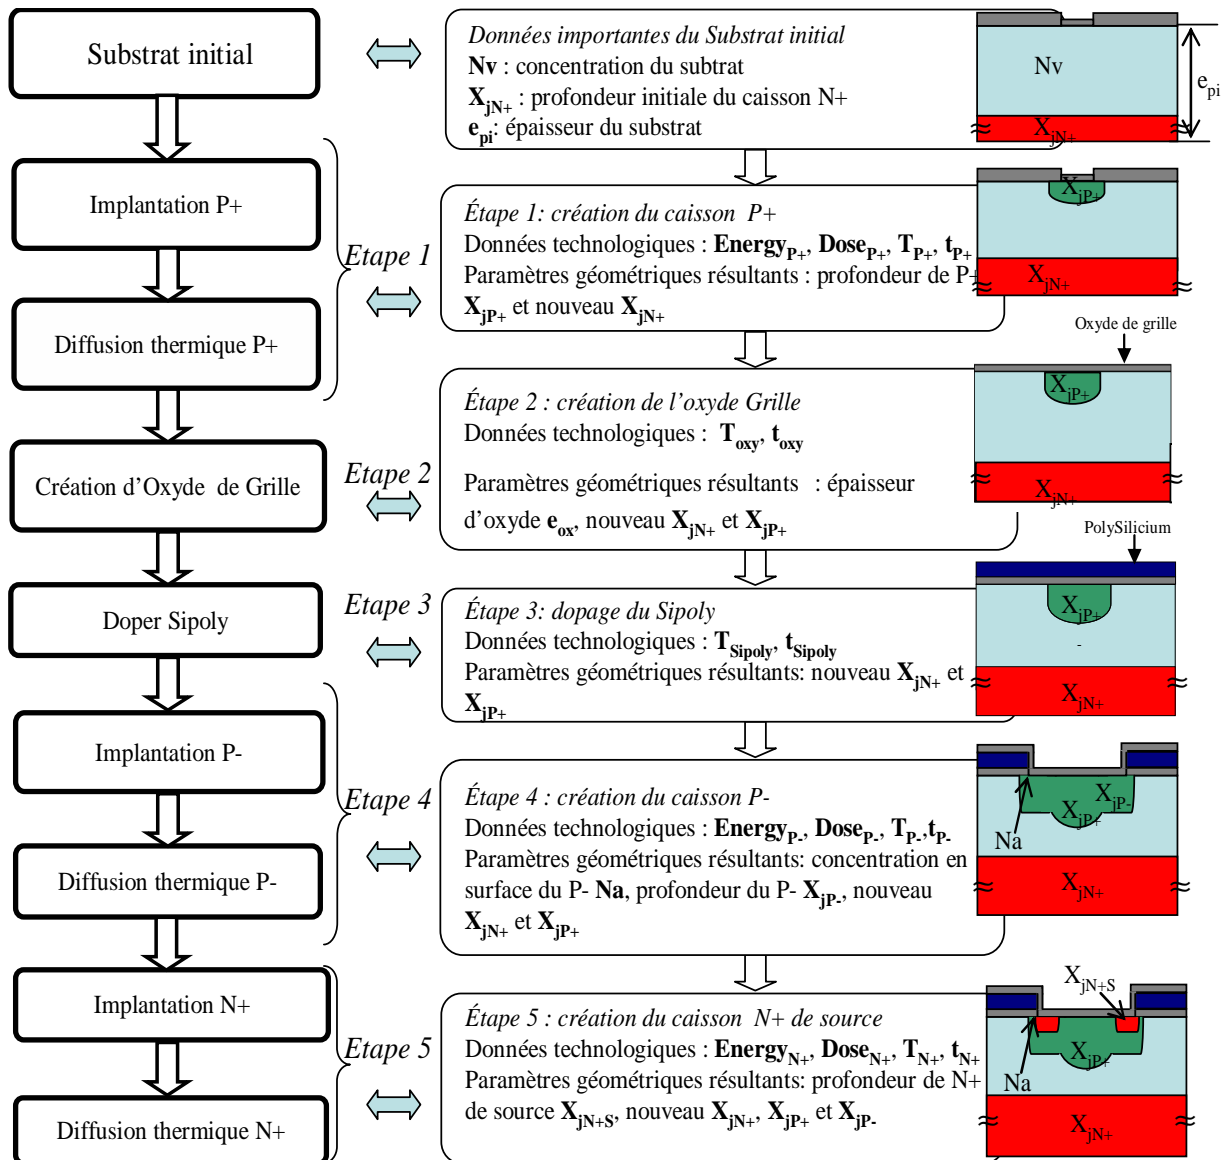 Substrat initial
Données importantes du Substrat initial
Nv : concentration du subtrat
XjN+ : profondeur initiale du caisson N+
epi: épaisseur du substrat
Nv
epi
XjN+
Implantation P+
Diffusion thermique P+
Etape 1
Étape 1: création du caisson P+
Données technologiques : EnergyP+, DoseP+, TP+, tP+
Paramètres géométriques résultants : profondeur de P+
XjP+ et nouveau XjN+
XjP+
XjN+
Création d'Oxyde de Grille
Etape 2
Étape 2 : création de l'oxyde Grille
Données technologiques : Toxy, toxy
Paramètres géométriques résultants : épaisseur
d'oxyde eox, nouveau XjN+ et XjP+
Oxyde de grille
XjP+
XjN+
Doper Sipoly
Etape 3
Étape 3: dopage du Sipoly
Données technologiques : TSipoly, tSipoly
Paramètres géométriques résultants: nouveau XjN+ et
XjP+
PolySilicium
XjP+
-
XjN+
Implantation P-
Diffusion thermique P-
Etape 4
Étape 4 : création du caisson P-
Données technologiques : EnergyP-, DoseP-, TP-,tP-
Paramètres géométriques résultants: concentration en
surface du P- Na, profondeur du P- XjP-, nouveau
XjN+ et XjP+
XjP-
XjP+
Na
XjN+
Implantation N+
Diffusion thermique N+
Etape 5
Étape 5 : création du caisson N+ de source
Données technologiques : EnergyN+, DoseN+, TN+, tN+
Paramètres géométriques résultants: profondeur de N+
de source XjN+S, nouveau XjN+, XjP+ et XjP-
XjN+S
XjP+
Na
XjN+